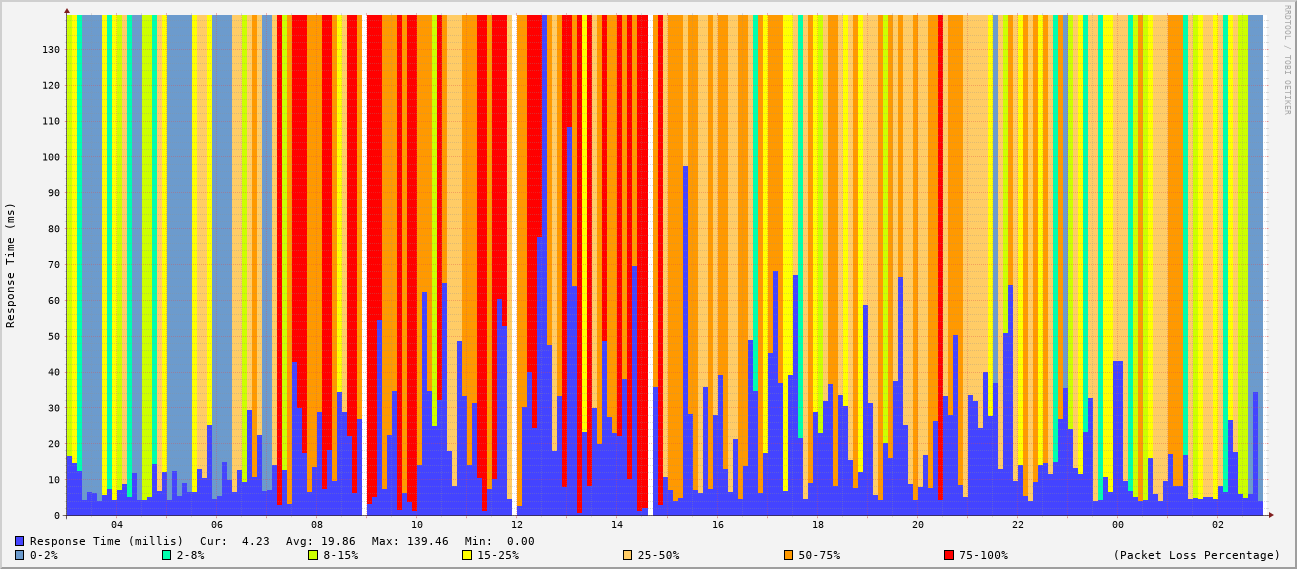 RRDTOOL / TOBI OETIKER
Response Time (ms)
130
120
110
100
90
80
70
60
50
40
30
20
10
0
04 06 08 10 12 14 16 18 20 22 00 02
Response Time (millis) Cur: 4.23 Avg: 19.86 Max: 139.46 Min: 0.00
0-2% 2-8% 8-15% 15-25% 25-50% 50-75% 75-100% (Packet Loss Percentage)